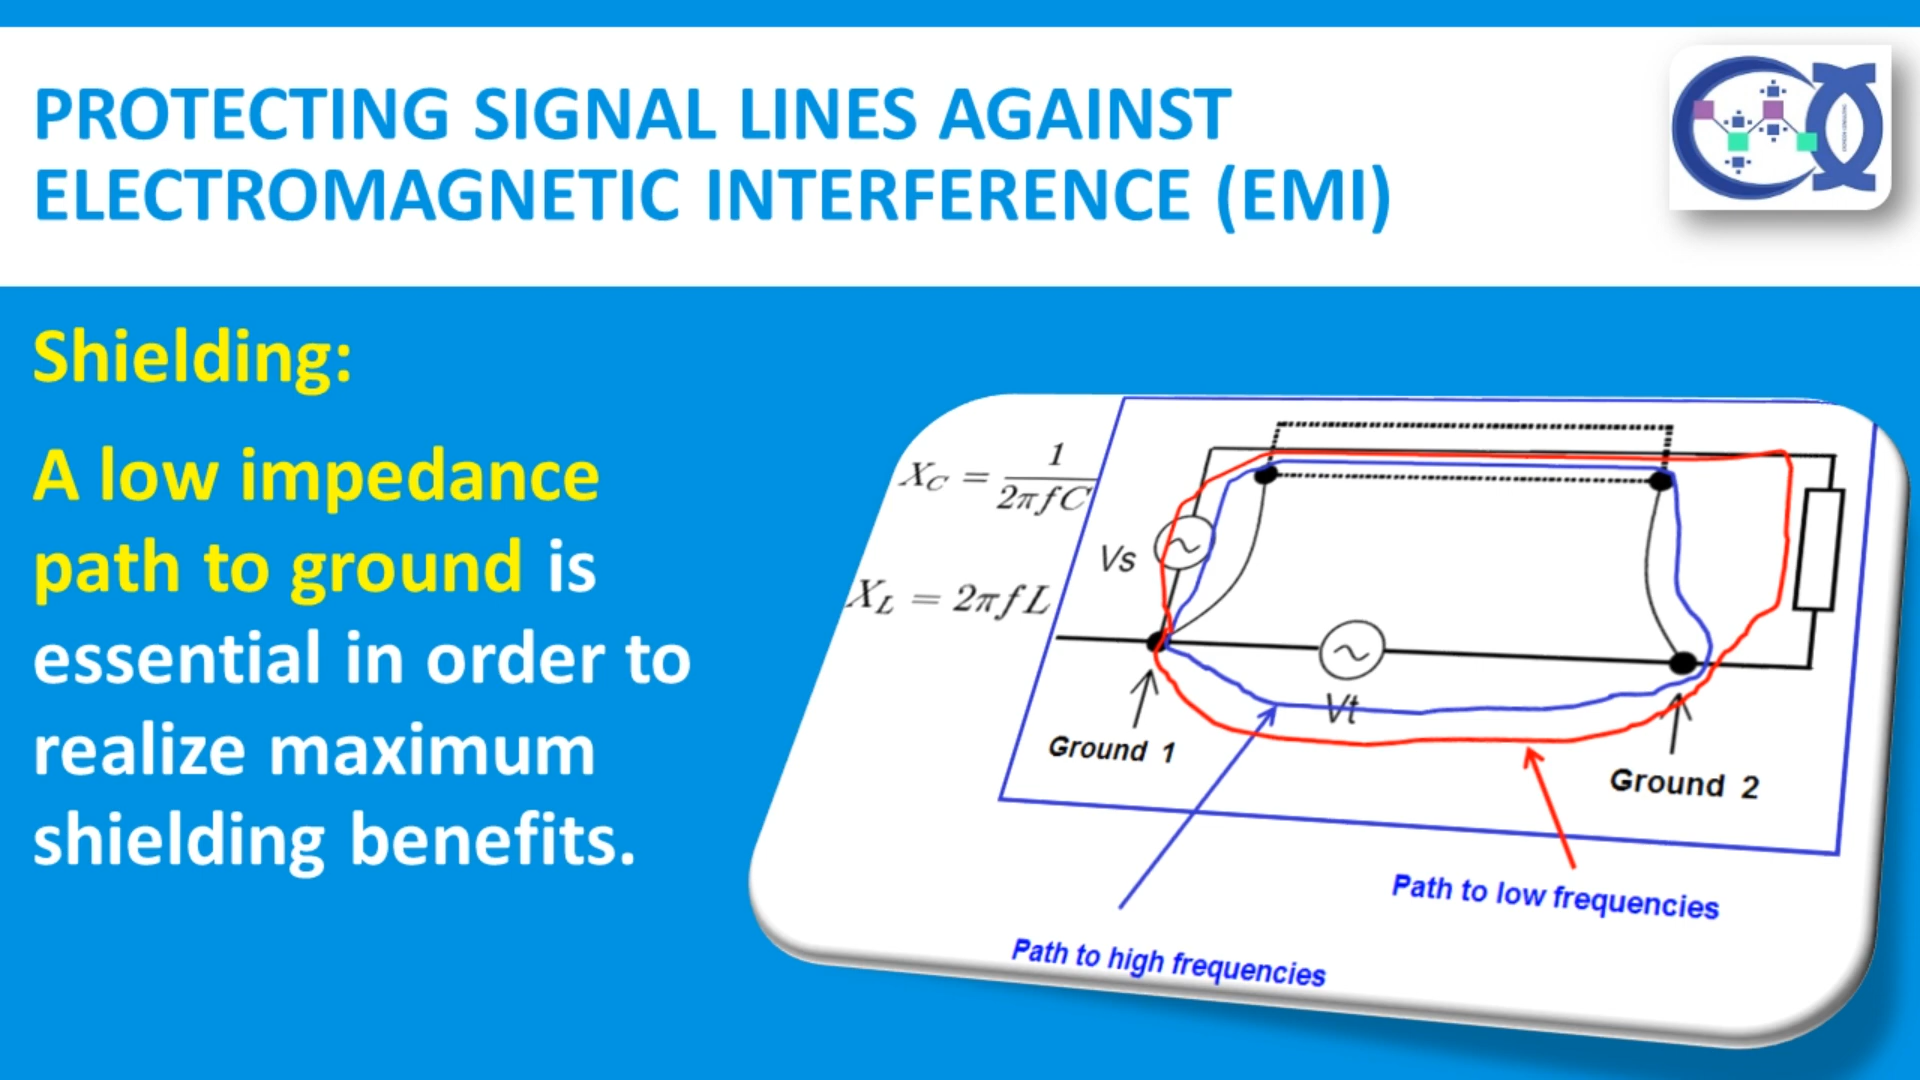 PROTECTING SIGNAL LINES AGAINST
ELECTROMAGNETIC INTERFERENCE (EMI)
Shielding:
A low impedance
path to ground is
essential in order to
realize maximum
shielding benefits.
X_C = 1/(2πfC)
X_L = 2πfL
Vs
Vt
Ground 1
Ground 2
Path to low frequencies
Path to high frequencies